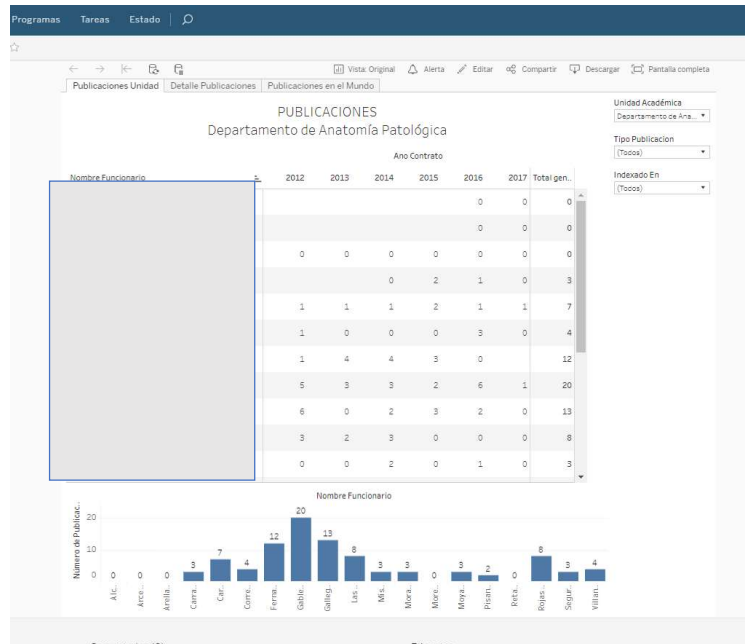 Programas Tareas Estado
Vista: Original Alerta Editar Compartir Descargar Pantalla completa
Publicaciones Unidad Detalle Publicaciones Publicaciones en el Mundo
PUBLICACIONES
Departamento de Anatomía Patológica
Unidad Académica
Departamento de Ana...
Tipo Publicacion
(Todos)
Indexado En
(Todos)
Ano Contrato
Nombre Funcionario 2012 2013 2014 2015 2016 2017 Total gen..
0 0 0
0 0 0
0 0 0 0 0 0 0
0 2 1 0 3
1 1 1 2 1 1 7
1 0 0 0 3 0 4
1 4 4 3 0 12
5 3 3 2 6 1 20
6 0 2 3 2 0 13
3 2 3 0 0 0 8
0 0 2 0 1 0 3
Nombre Funcionario
Número de Publicac..
20
10
0
0 0 0 3 7 4 12 20 13 8 3 3 0 3 2 0 8 3 4
Alc.. Arce.. Arella.. Carra.. Car.. Corre.. Ferna.. Gable.. Galleg.. Las .. Mis.. Mora.. More.. Moya.. Pisan.. Reta.. Rojas.. Segur.. Villan..